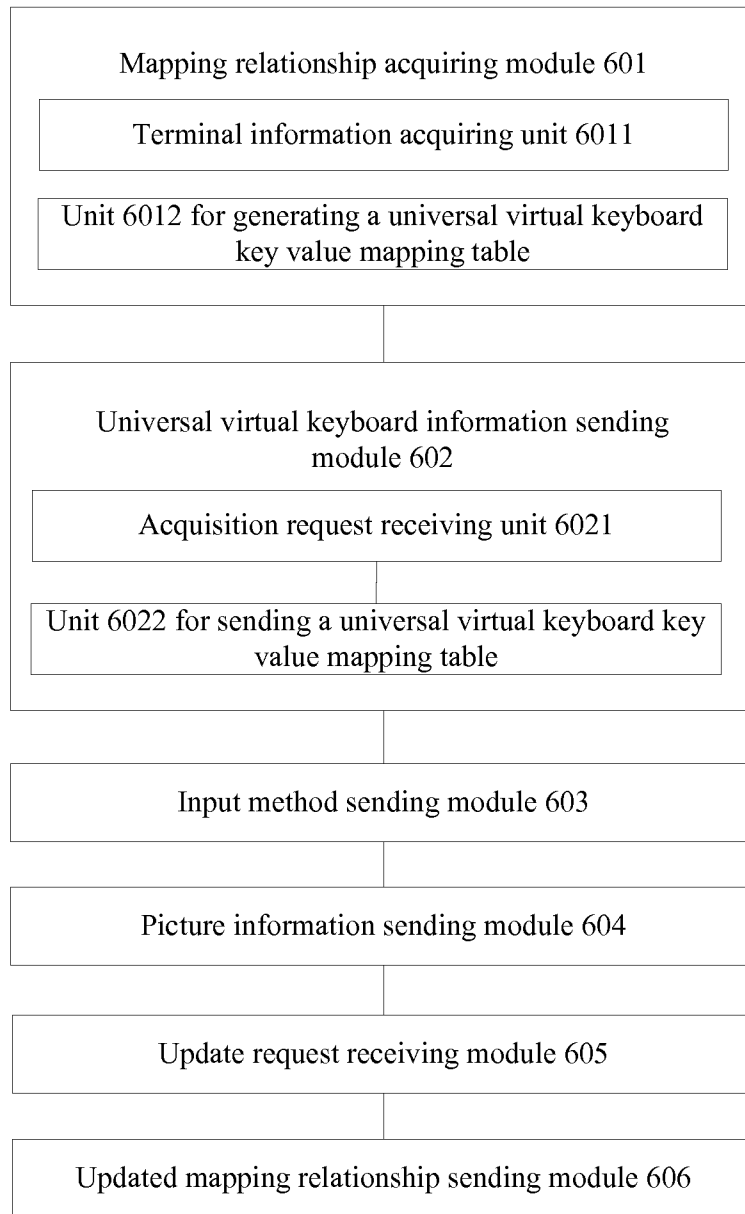 Mapping relationship acquiring module 601
Terminal information acquiring unit 6011
Unit 6012 for generating a universal virtual keyboard
key value mapping table
Universal virtual keyboard information sending
module 602
Acquisition request receiving unit 6021
Unit 6022 for sending a universal virtual keyboard key
value mapping table
Input method sending module 603
Picture information sending module 604
Update request receiving module 605
Updated mapping relationship sending module 606